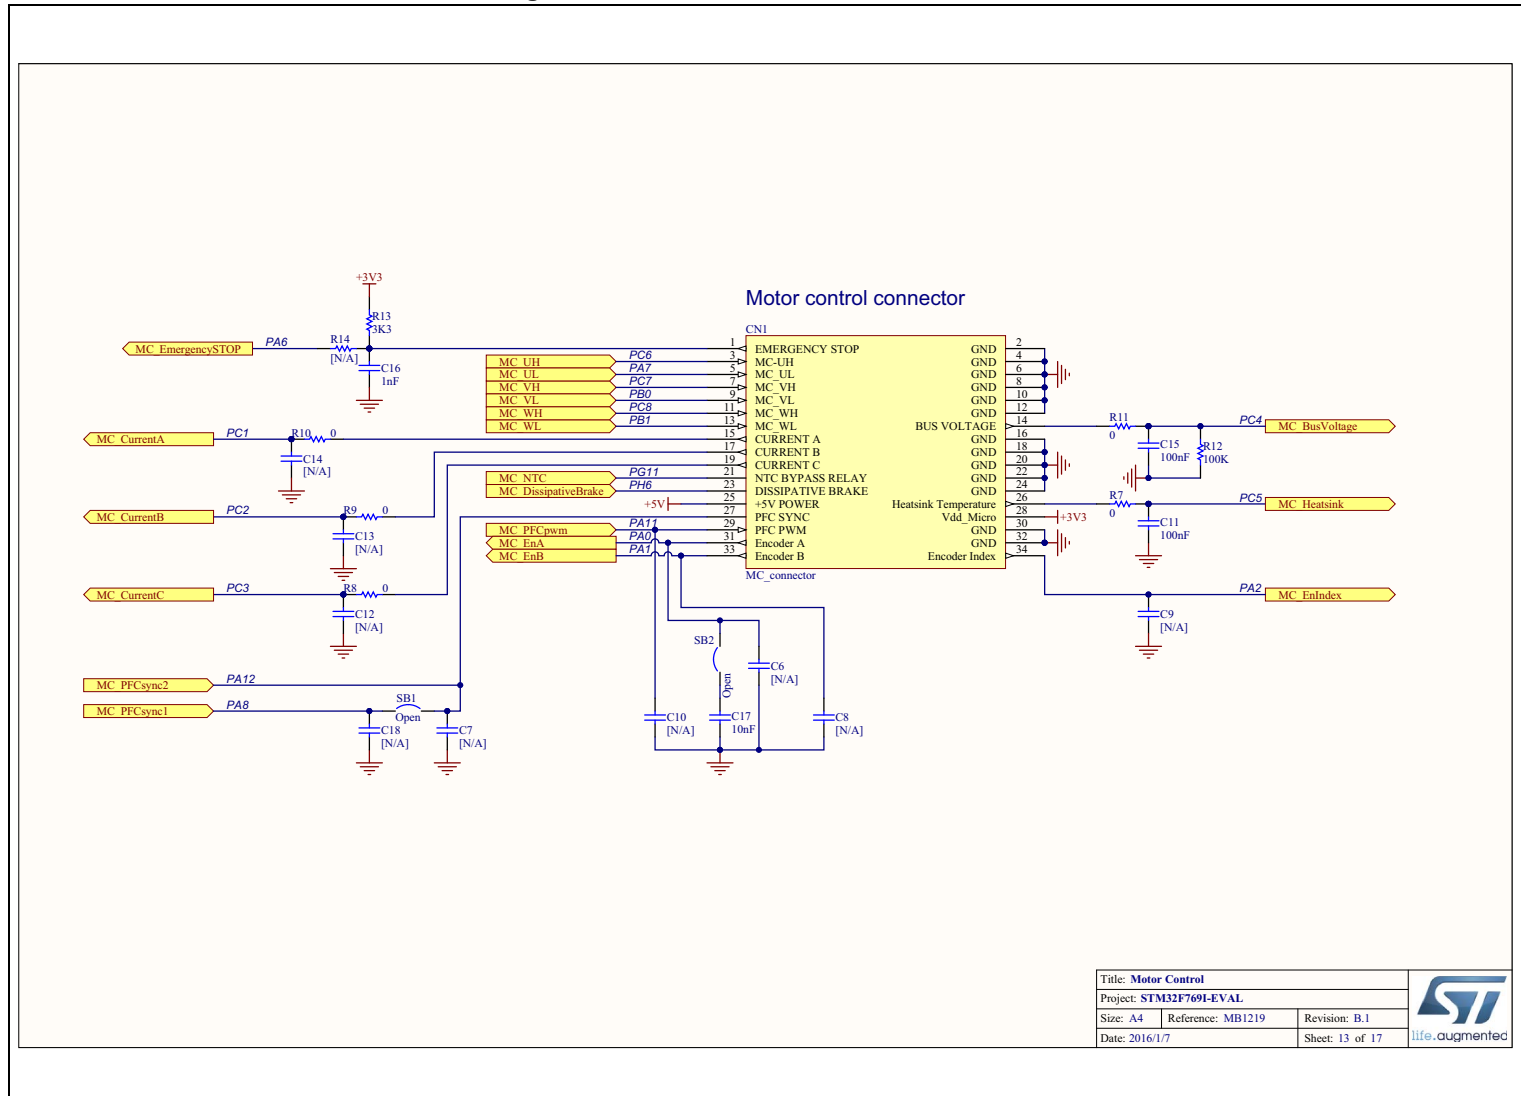 Motor control connector
+3V3
R13
3K3
MC_EmergencySTOP
PA6
R14
[N/A]
C16
1nF
CN1
1 EMERGENCY STOP GND 2
MC_UH PC6 3 MC-UH GND 4
MC_UL PA7 5 MC_UL GND 6
MC_VH PC7 7 MC_VH GND 8
MC_VL PB0 9 MC_VL GND 10
MC_WH PC8 11 MC_WH GND 12
MC_WL PB1 13 MC_WL BUS VOLTAGE 14
15 CURRENT A GND 16
17 CURRENT B GND 18
19 CURRENT C GND 20
MC_NTC PG11 21 NTC BYPASS RELAY GND 22
MC_DissipativeBrake PH6 23 DISSIPATIVE BRAKE GND 24
+5V 25 +5V POWER Heatsink Temperature 26
27 PFC SYNC Vdd_Micro 28 +3V3
MC_PFCpwm PA11 29 PFC PWM GND 30
MC_EnA PA0 31 Encoder A GND 32
MC_EnB PA1 33 Encoder B Encoder Index 34
MC_connector
R11
0
PC4 MC_BusVoltage
C15
100nF
R12
100K
R7
0
PC5 MC_Heatsink
C11
100nF
PA2 MC_EnIndex
C9
[N/A]
MC_CurrentA PC1 R10 0
C14
[N/A]
MC_CurrentB PC2 R9 0
C13
[N/A]
MC_CurrentC PC3 R8 0
C12
[N/A]
MC_PFCsync2 PA12
MC_PFCsync1 PA8
SB1
Open
C18
[N/A]
C7
[N/A]
SB2
Open
C6
[N/A]
C10
[N/A]
C17
10nF
C8
[N/A]
Title: Motor Control
Project: STM32F769I-EVAL
Size: A4 Reference: MB1219 Revision: B.1
Date: 2016/1/7 Sheet: 13 of 17
ST
life.augmented